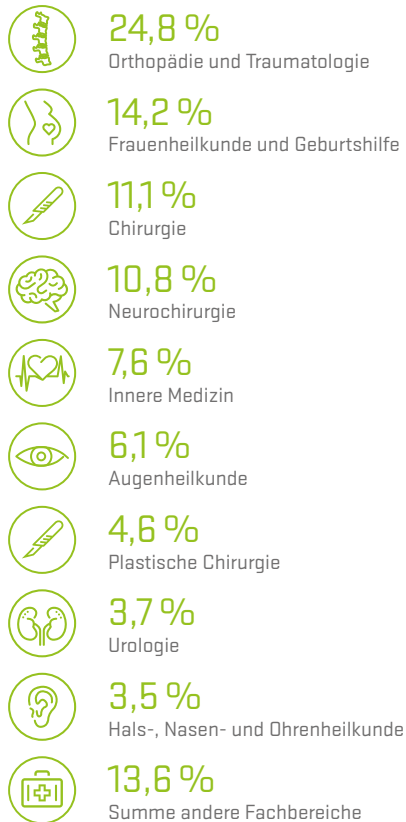 24,8 %
Orthopädie und Traumatologie
14,2 %
Frauenheilkunde und Geburtshilfe
11,1 %
Chirurgie
10,8 %
Neurochirurgie
7,6 %
Innere Medizin
6,1 %
Augenheilkunde
4,6 %
Plastische Chirurgie
3,7 %
Urologie
3,5 %
Hals-, Nasen- und Ohrenheilkunde
13,6 %
Summe andere Fachbereiche